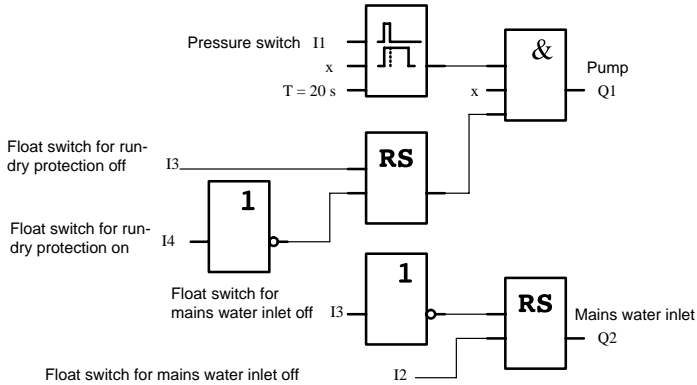 Pressure switch I1
x
T = 20 s
&
x
Pump
Q1
Float switch for run-
dry protection off
I3
RS
1
Float switch for run-
dry protection on
I4
Float switch for
mains water inlet off
I3
1
RS
Mains water inlet
Q2
Float switch for mains water inlet off I2